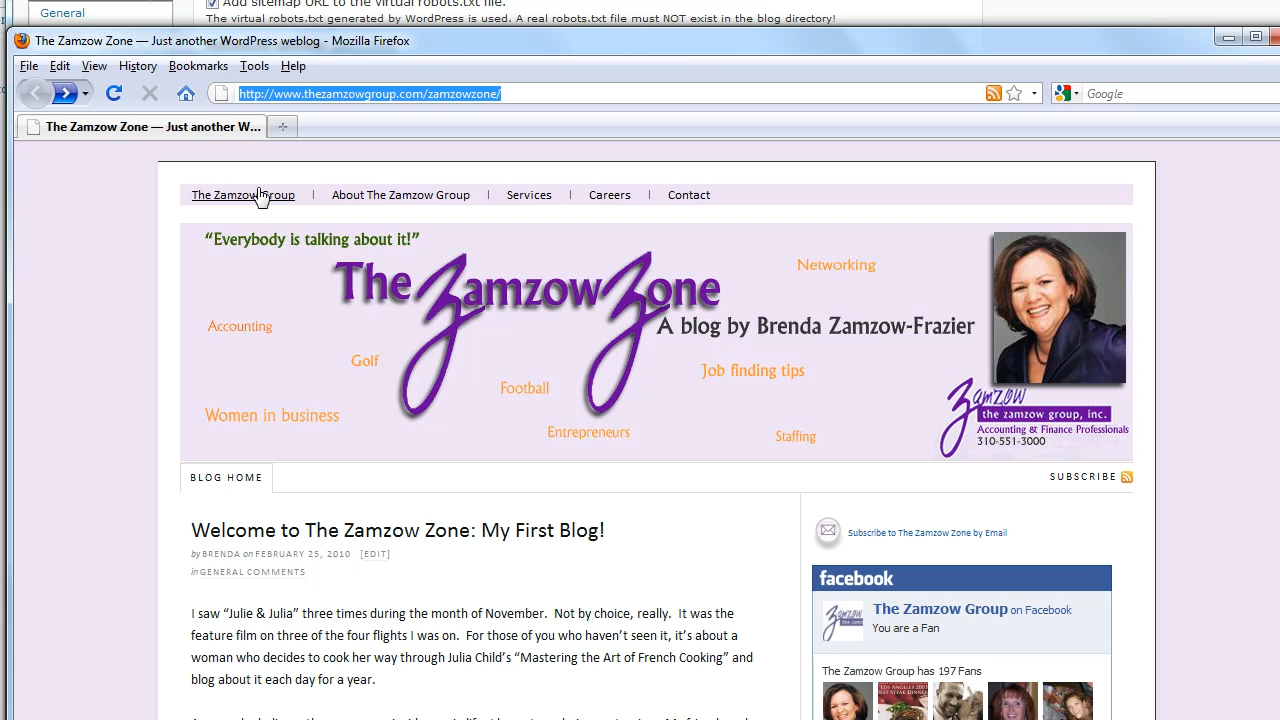 General
Add sitemap URL to the virtual robots.txt file.
The virtual robots.txt generated by WordPress is used. A real robots.txt file must NOT exist in the blog directory!
The Zamzow Zone — Just another WordPress weblog - Mozilla Firefox
File Edit View History Bookmarks Tools Help
http://www.thezamzowgroup.com/zamzowzone/
Google
The Zamzow Zone — Just another W...
The Zamzow Group | About The Zamzow Group | Services | Careers | Contact
“Everybody is talking about it!”
The Zamzow Zone
A blog by Brenda Zamzow-Frazier
Networking
Accounting
Golf
Football
Job finding tips
Women in business
Entrepreneurs
Staffing
zamzow
the zamzow group, inc.
Accounting & Finance Professionals
310-551-3000
BLOG HOME
SUBSCRIBE
Welcome to The Zamzow Zone: My First Blog!
by BRENDA on FEBRUARY 25, 2010 [EDIT]
in GENERAL COMMENTS
I saw “Julie & Julia” three times during the month of November. Not by choice, really. It was the
feature film on three of the four flights I was on. For those of you who haven’t seen it, it’s about a
woman who decides to cook her way through Julia Child’s “Mastering the Art of French Cooking” and
blog about it each day for a year.
Subscribe to The Zamzow Zone by Email
facebook
The Zamzow Group on Facebook
You are a Fan
The Zamzow Group has 197 Fans